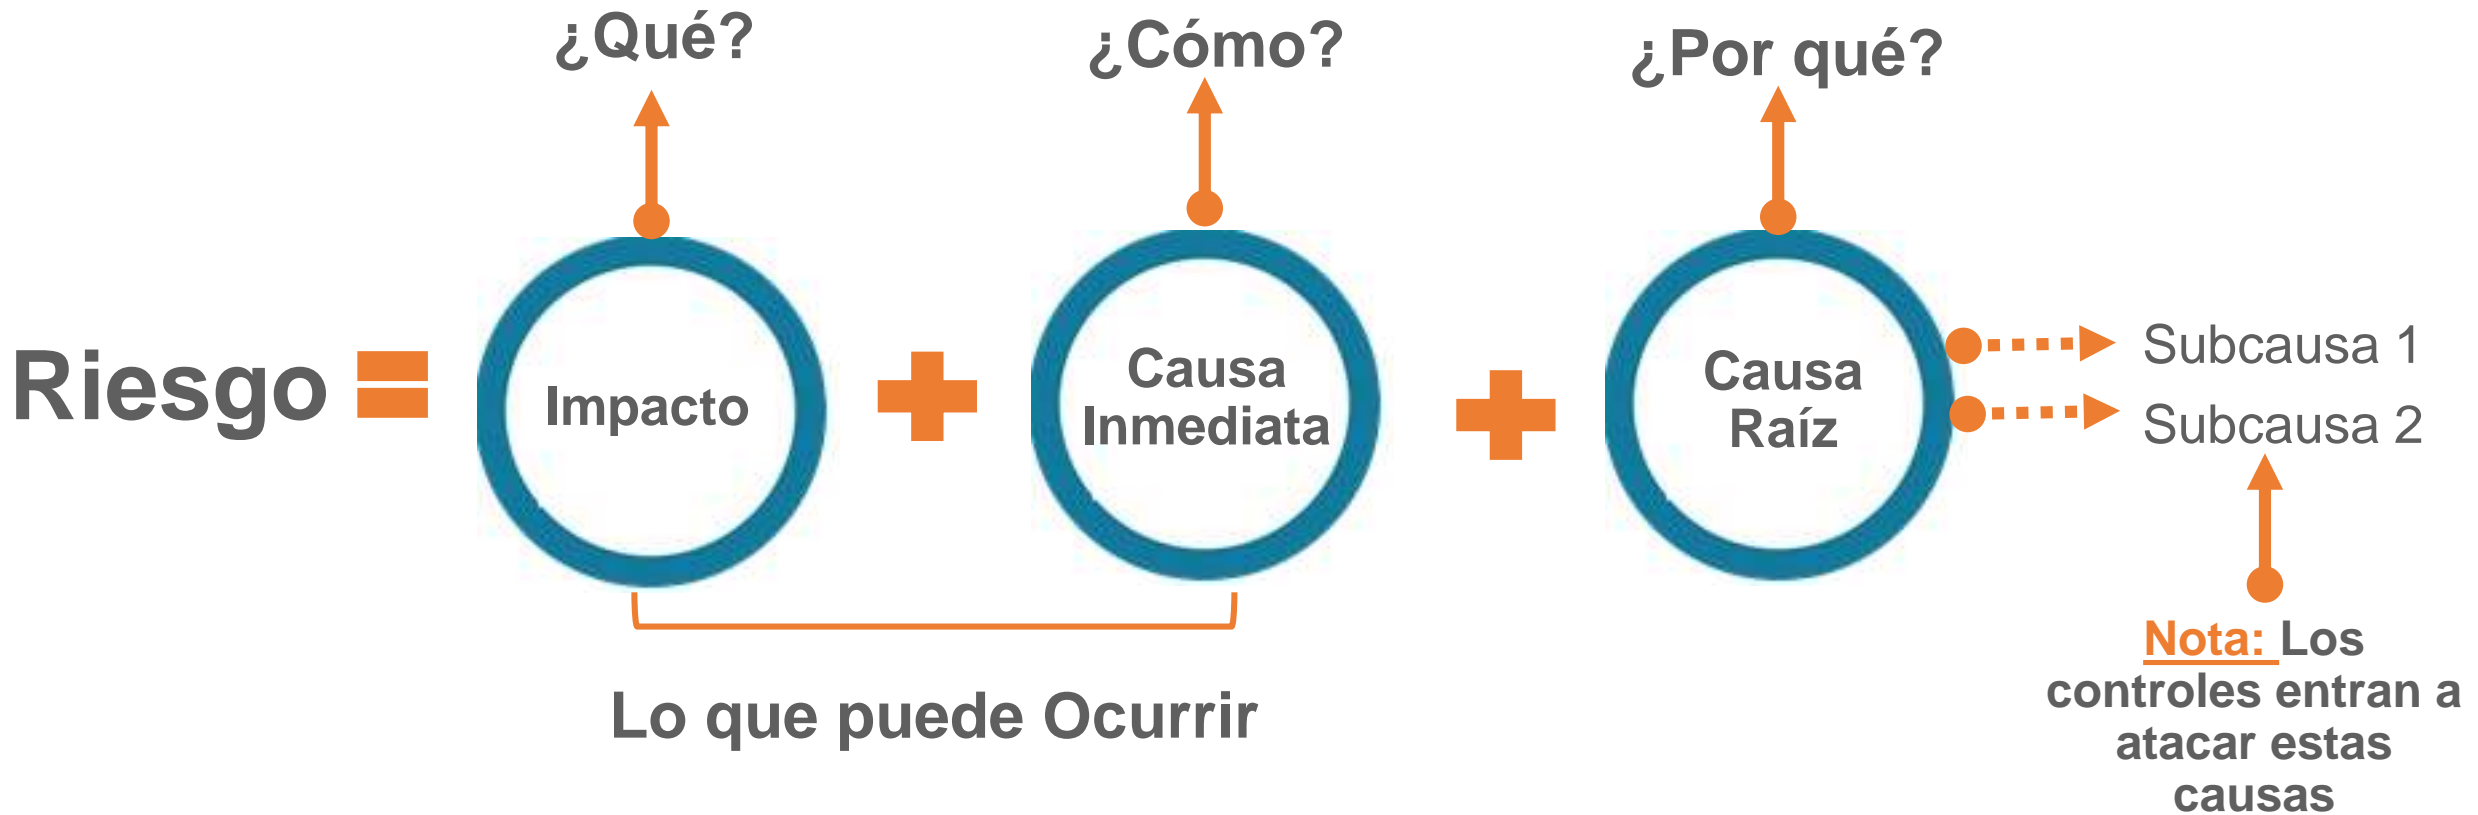 ¿Qué?
¿Cómo?
¿Por qué?
Riesgo =
Impacto
+
Causa
Inmediata
+
Causa
Raíz
Subcausa 1
Subcausa 2
Lo que puede Ocurrir
Nota: Los
controles entran a
atacar estas
causas